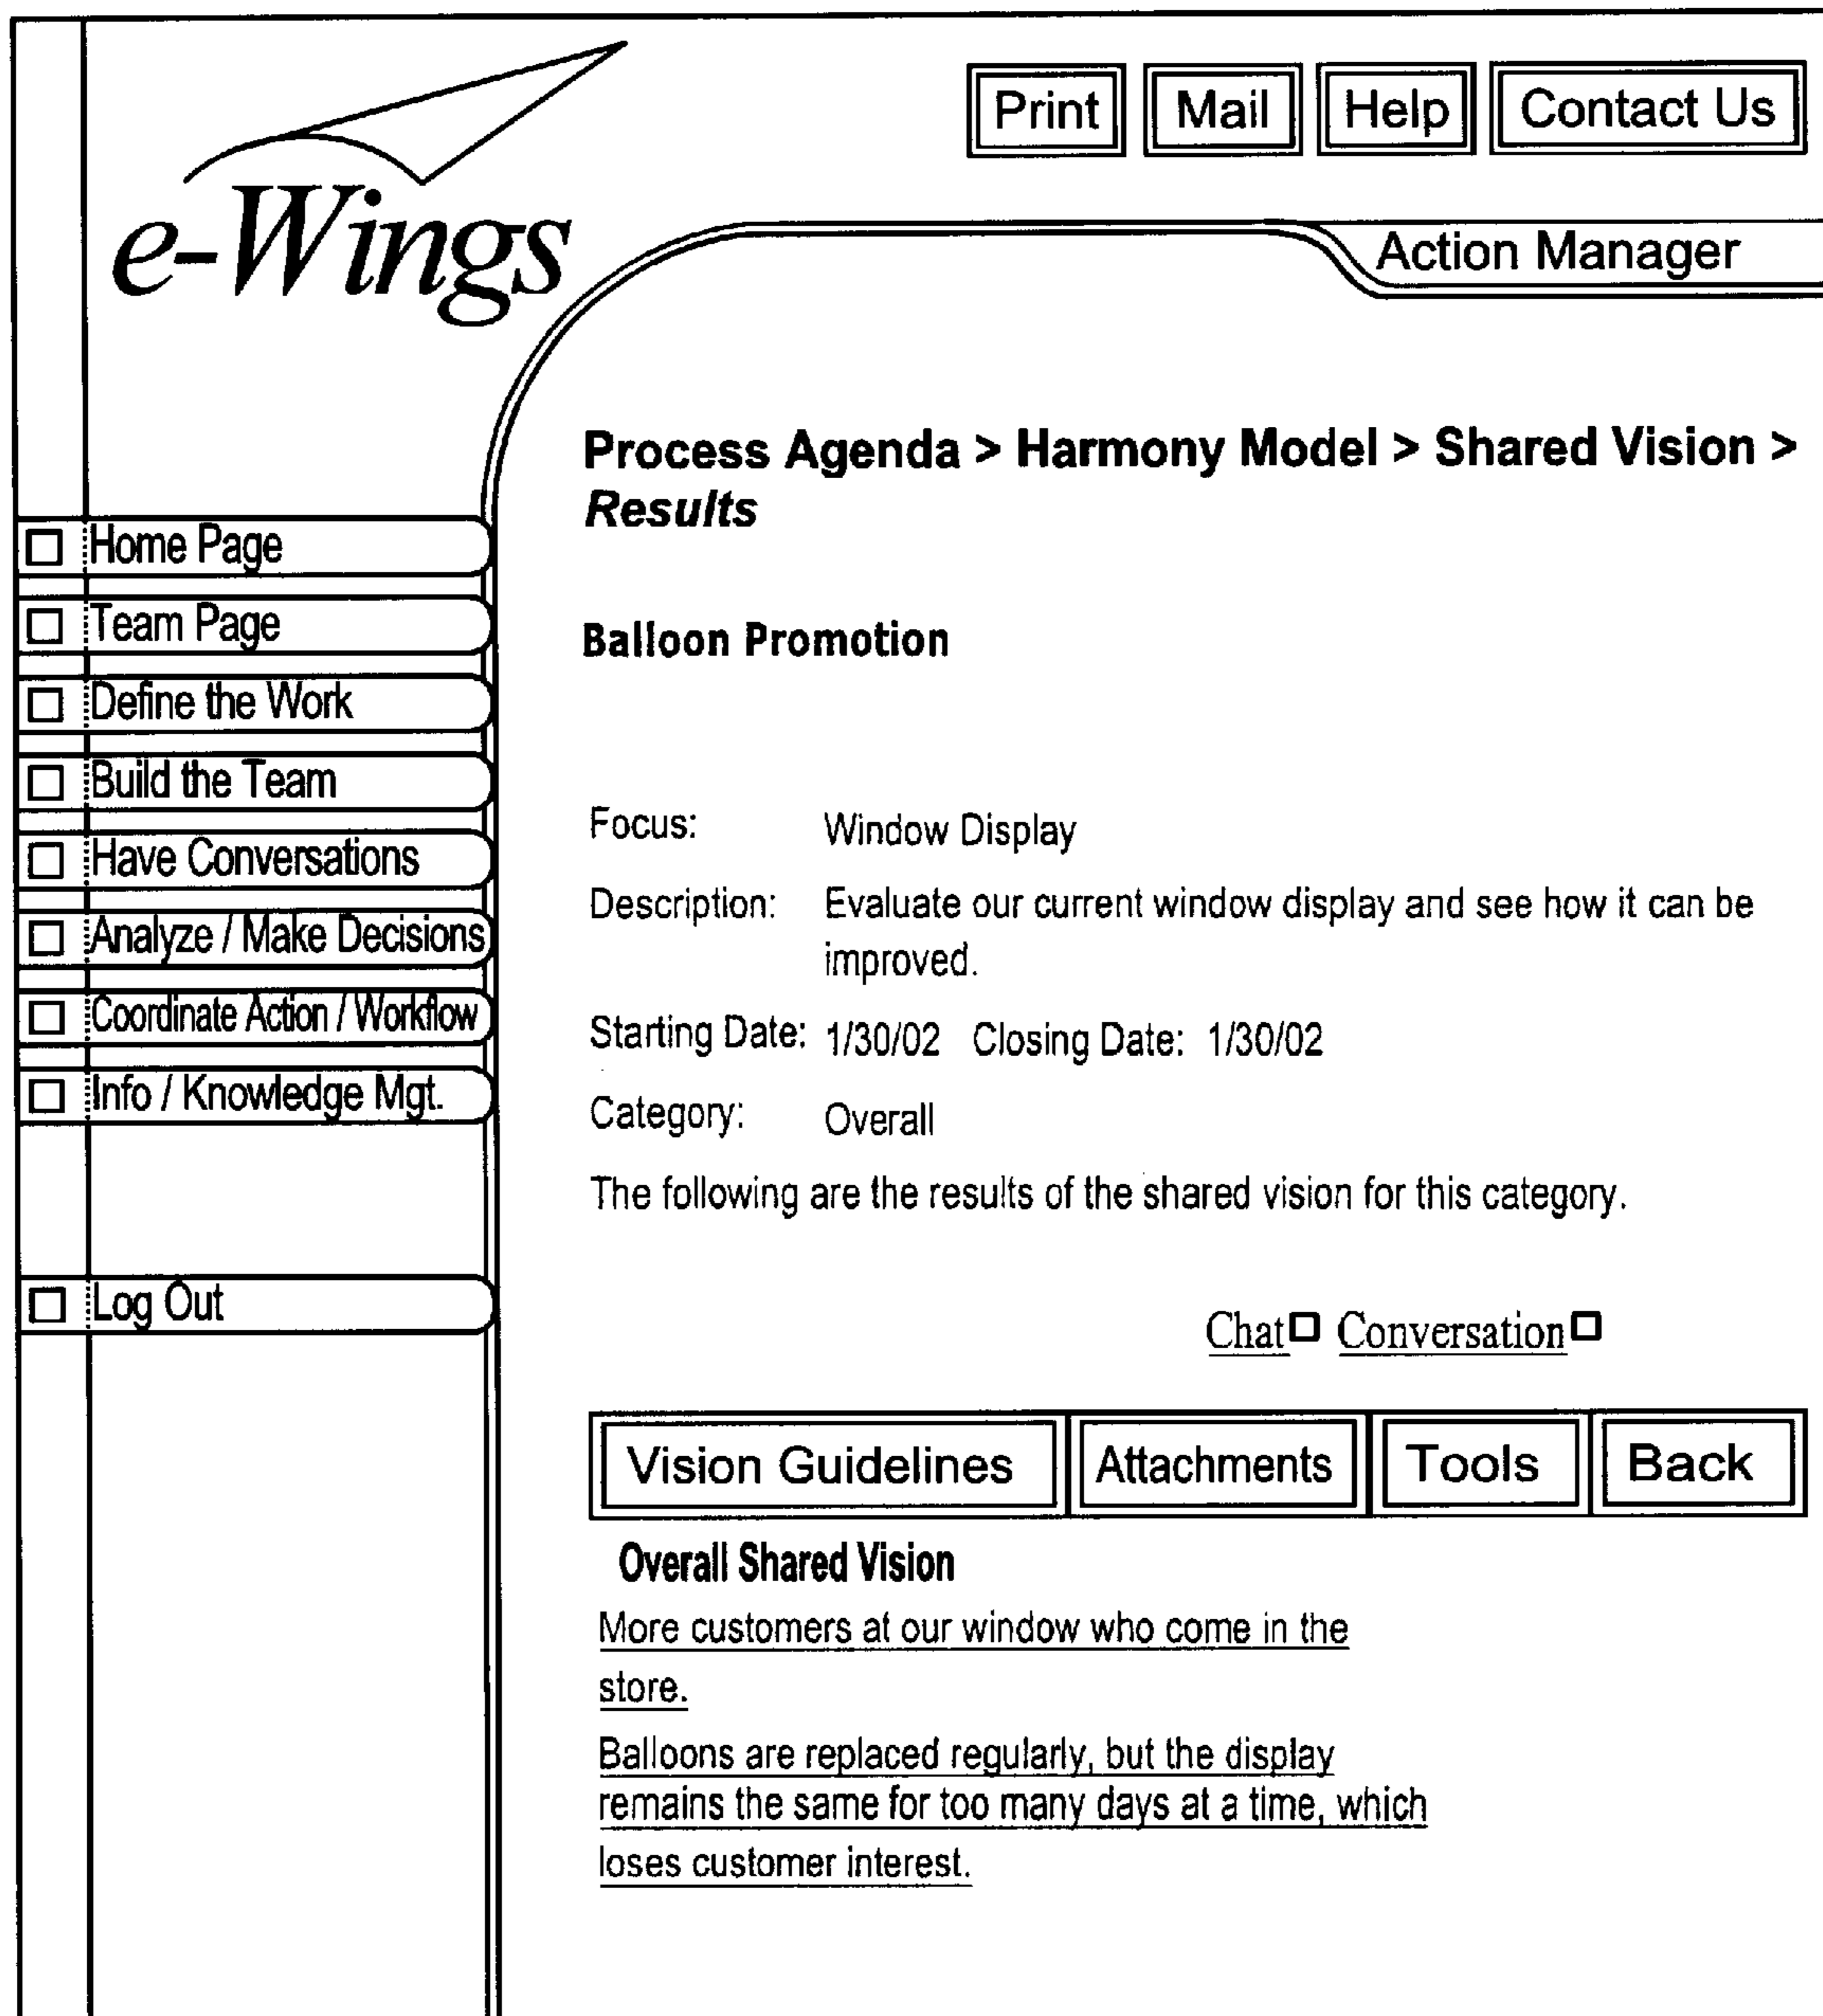 Print Mail Help Contact Us
e-Wings
Action Manager
Process Agenda > Harmony Model > Shared Vision >
Results
Home Page
Team Page
Define the Work
Build the Team
Have Conversations
Analyze / Make Decisions
Coordinate Action / Workflow
Info / Knowledge Mgt.
Log Out
Balloon Promotion
Focus: Window Display
Description: Evaluate our current window display and see how it can be
improved.
Starting Date: 1/30/02 Closing Date: 1/30/02
Category: Overall
The following are the results of the shared vision for this category.
Chat Conversation
Vision Guidelines Attachments Tools Back
Overall Shared Vision
More customers at our window who come in the
store.
Balloons are replaced regularly, but the display
remains the same for too many days at a time, which
loses customer interest.